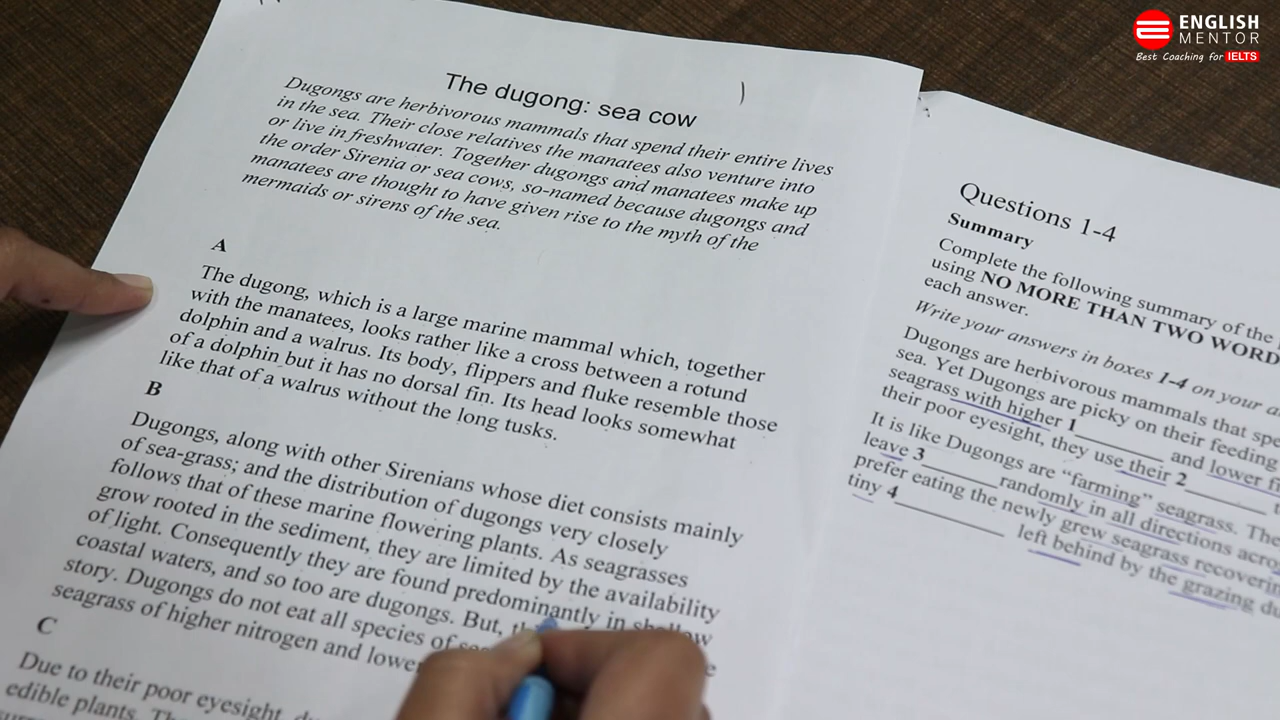 ENGLISH
MENTOR
Best Coaching for IELTS
The dugong: sea cow
Dugongs are herbivorous mammals that spend their entire lives
in the sea. Their close relatives the manatees also venture into
or live in freshwater. Together dugongs and manatees make up
the order Sirenia or sea cows, so-named because dugongs and
manatees are thought to have given rise to the myth of the
mermaids or sirens of the sea.
A
The dugong, which is a large marine mammal which, together
with the manatees, looks rather like a cross between a rotund
dolphin and a walrus. Its body, flippers and fluke resemble those
of a dolphin but it has no dorsal fin. Its head looks somewhat
like that of a walrus without the long tusks.
B
Dugongs, along with other Sirenians whose diet consists mainly
of sea-grass; and the distribution of dugongs very closely
follows that of these marine flowering plants. As seagrasses
grow rooted in the sediment, they are limited by the availability
of light. Consequently they are found predominantly in shallow
coastal waters, and so too are dugongs. But,
story. Dugongs do not eat all species of
seagrass of higher nitrogen and
C
Due to their poor eyesight,
edible plants.
Questions 1-4
Summary
Complete the following summary of the
using NO MORE THAN TWO WORD
each answer.
Write your answers in boxes 1-4 on your
Dugongs are herbivorous mammals that
sea. Yet Dugongs are picky on their feeding
seagrass with higher 1________ and lower
their poor eyesight, they use their 2________
It is like Dugongs are "farming" seagrass.
leave 3________ randomly in all directions
prefer eating the newly grew seagrass
tiny 4____________ left behind by the grazing